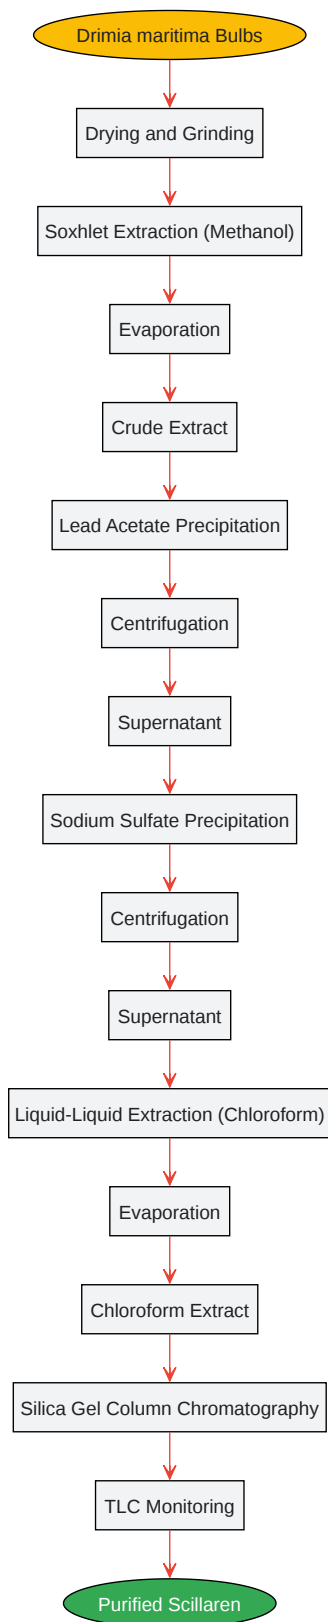 Drimia maritima Bulbs
Drying and Grinding
Soxhlet Extraction (Methanol)
Evaporation
Crude Extract
Lead Acetate Precipitation
Centrifugation
Supernatant
Sodium Sulfate Precipitation
Centrifugation
Supernatant
Liquid-Liquid Extraction (Chloroform)
Evaporation
Chloroform Extract
Silica Gel Column Chromatography
TLC Monitoring
Purified Scillaren